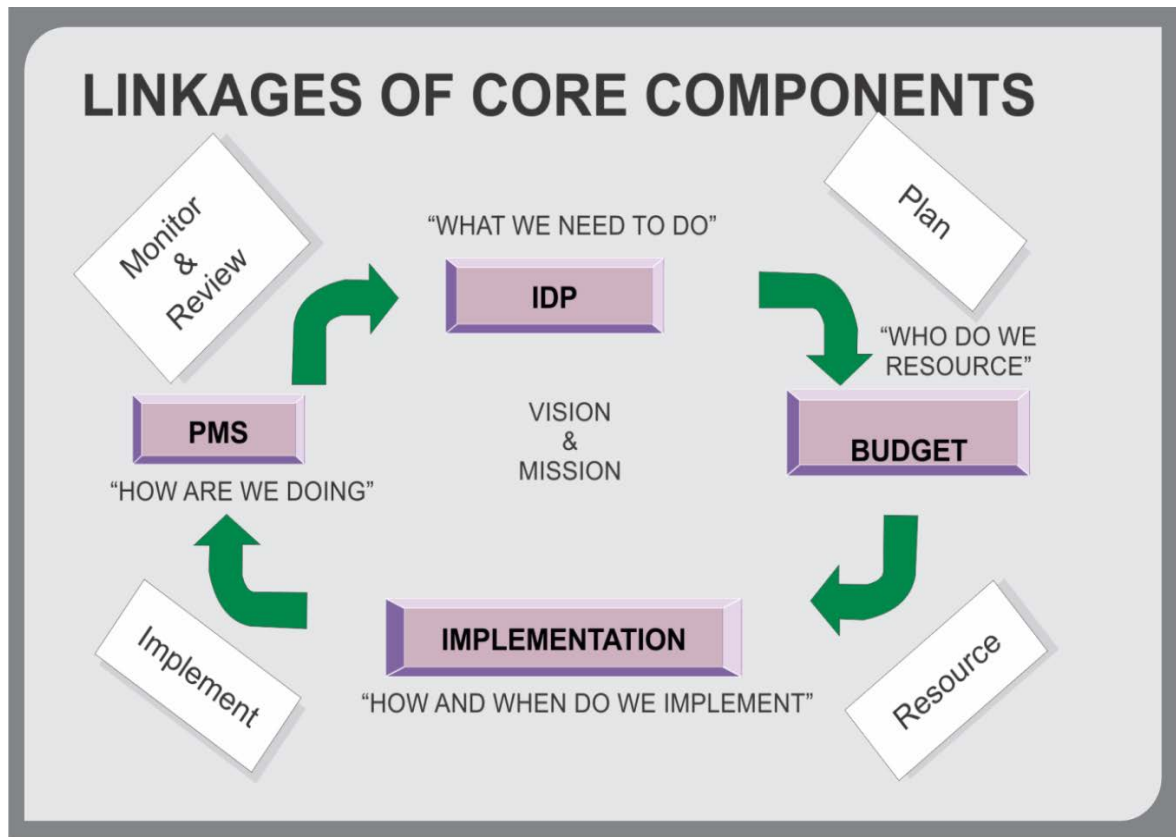 LINKAGES OF CORE COMPONENTS
Monitor
&
Review
Plan
“WHAT WE NEED TO DO”
IDP
“WHO DO WE
RESOURCE”
BUDGET
VISION
&
MISSION
PMS
“HOW ARE WE DOING”
IMPLEMENTATION
“HOW AND WHEN DO WE IMPLEMENT”
Implement
Resource